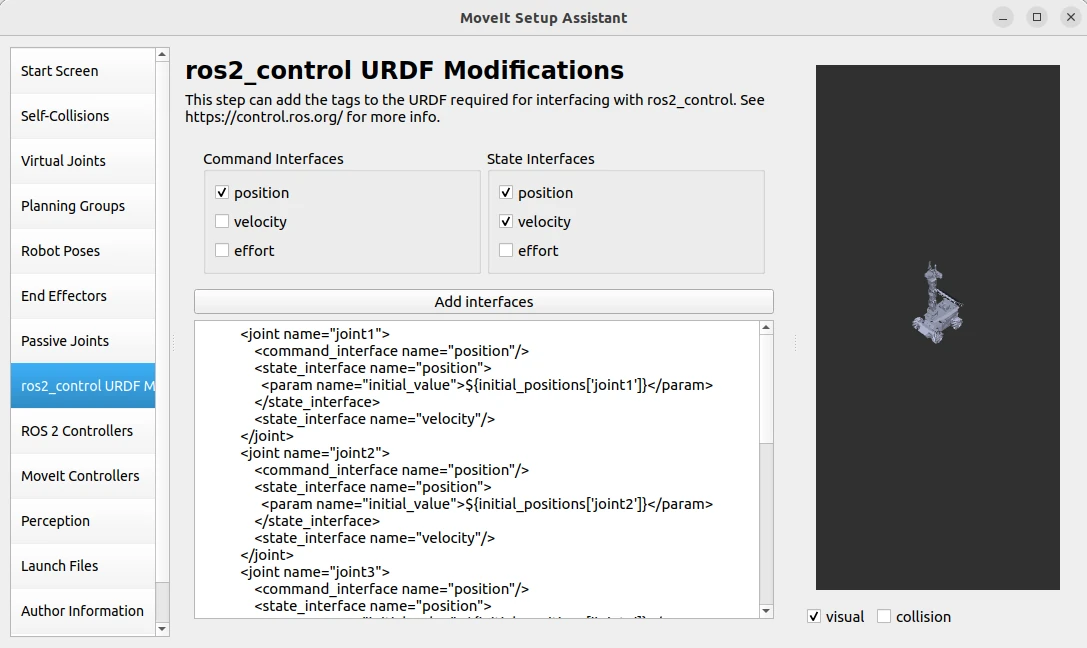 MoveIt Setup Assistant
Start Screen
Self-Collisions
Virtual Joints
Planning Groups
Robot Poses
End Effectors
Passive Joints
ros2_control URDF M
ROS 2 Controllers
MoveIt Controllers
Perception
Launch Files
Author Information
ros2_control URDF Modifications
This step can add the tags to the URDF required for interfacing with ros2_control. See
https://control.ros.org/ for more info.
Command Interfaces
position
velocity
effort
State Interfaces
position
velocity
effort
Add interfaces
<joint name="joint1">
<command_interface name="position"/>
<state_interface name="position">
<param name="initial_value">${initial_positions['joint1']}</param>
</state_interface>
<state_interface name="velocity"/>
</joint>
<joint name="joint2">
<command_interface name="position"/>
<state_interface name="position">
<param name="initial_value">${initial_positions['joint2']}</param>
</state_interface>
<state_interface name="velocity"/>
</joint>
<joint name="joint3">
<command_interface name="position"/>
<state_interface name="position">
visual
collision